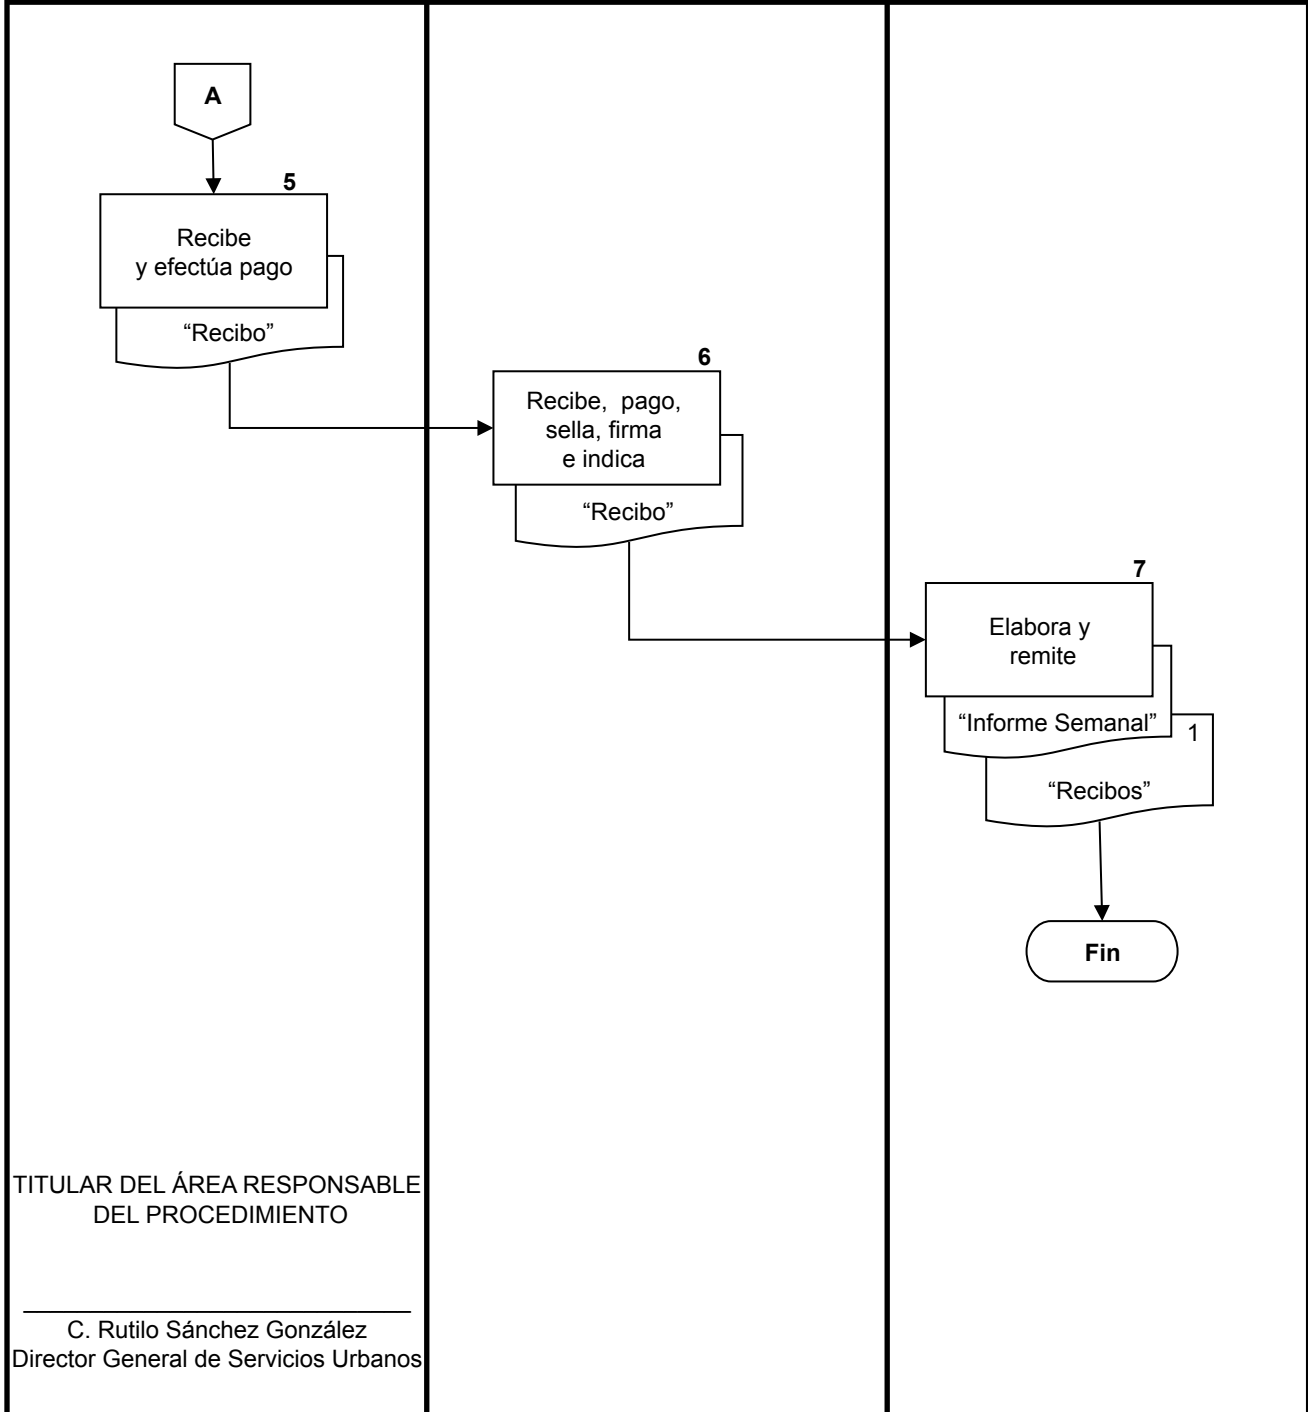 A
5
Recibe
y efectúa pago
“Recibo”
6
Recibe,  pago,
sella, firma
e indica
“Recibo”
7
Elabora y
remite
“Informe Semanal”
1
“Recibos”
Fin
TITULAR DEL ÁREA RESPONSABLE
DEL PROCEDIMIENTO
C. Rutilo Sánchez González
Director General de Servicios Urbanos